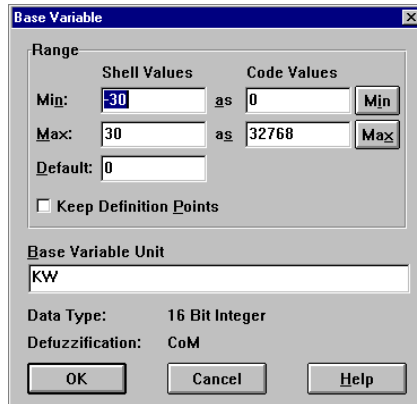 Base Variable
Range
Shell Values Code Values
Min: -30 as 0 Min
Max: 30 as 32768 Max
Default: 0
Keep Definition Points
Base Variable Unit
KW
Data Type: 16 Bit Integer
Defuzzification: CoM
OK Cancel Help